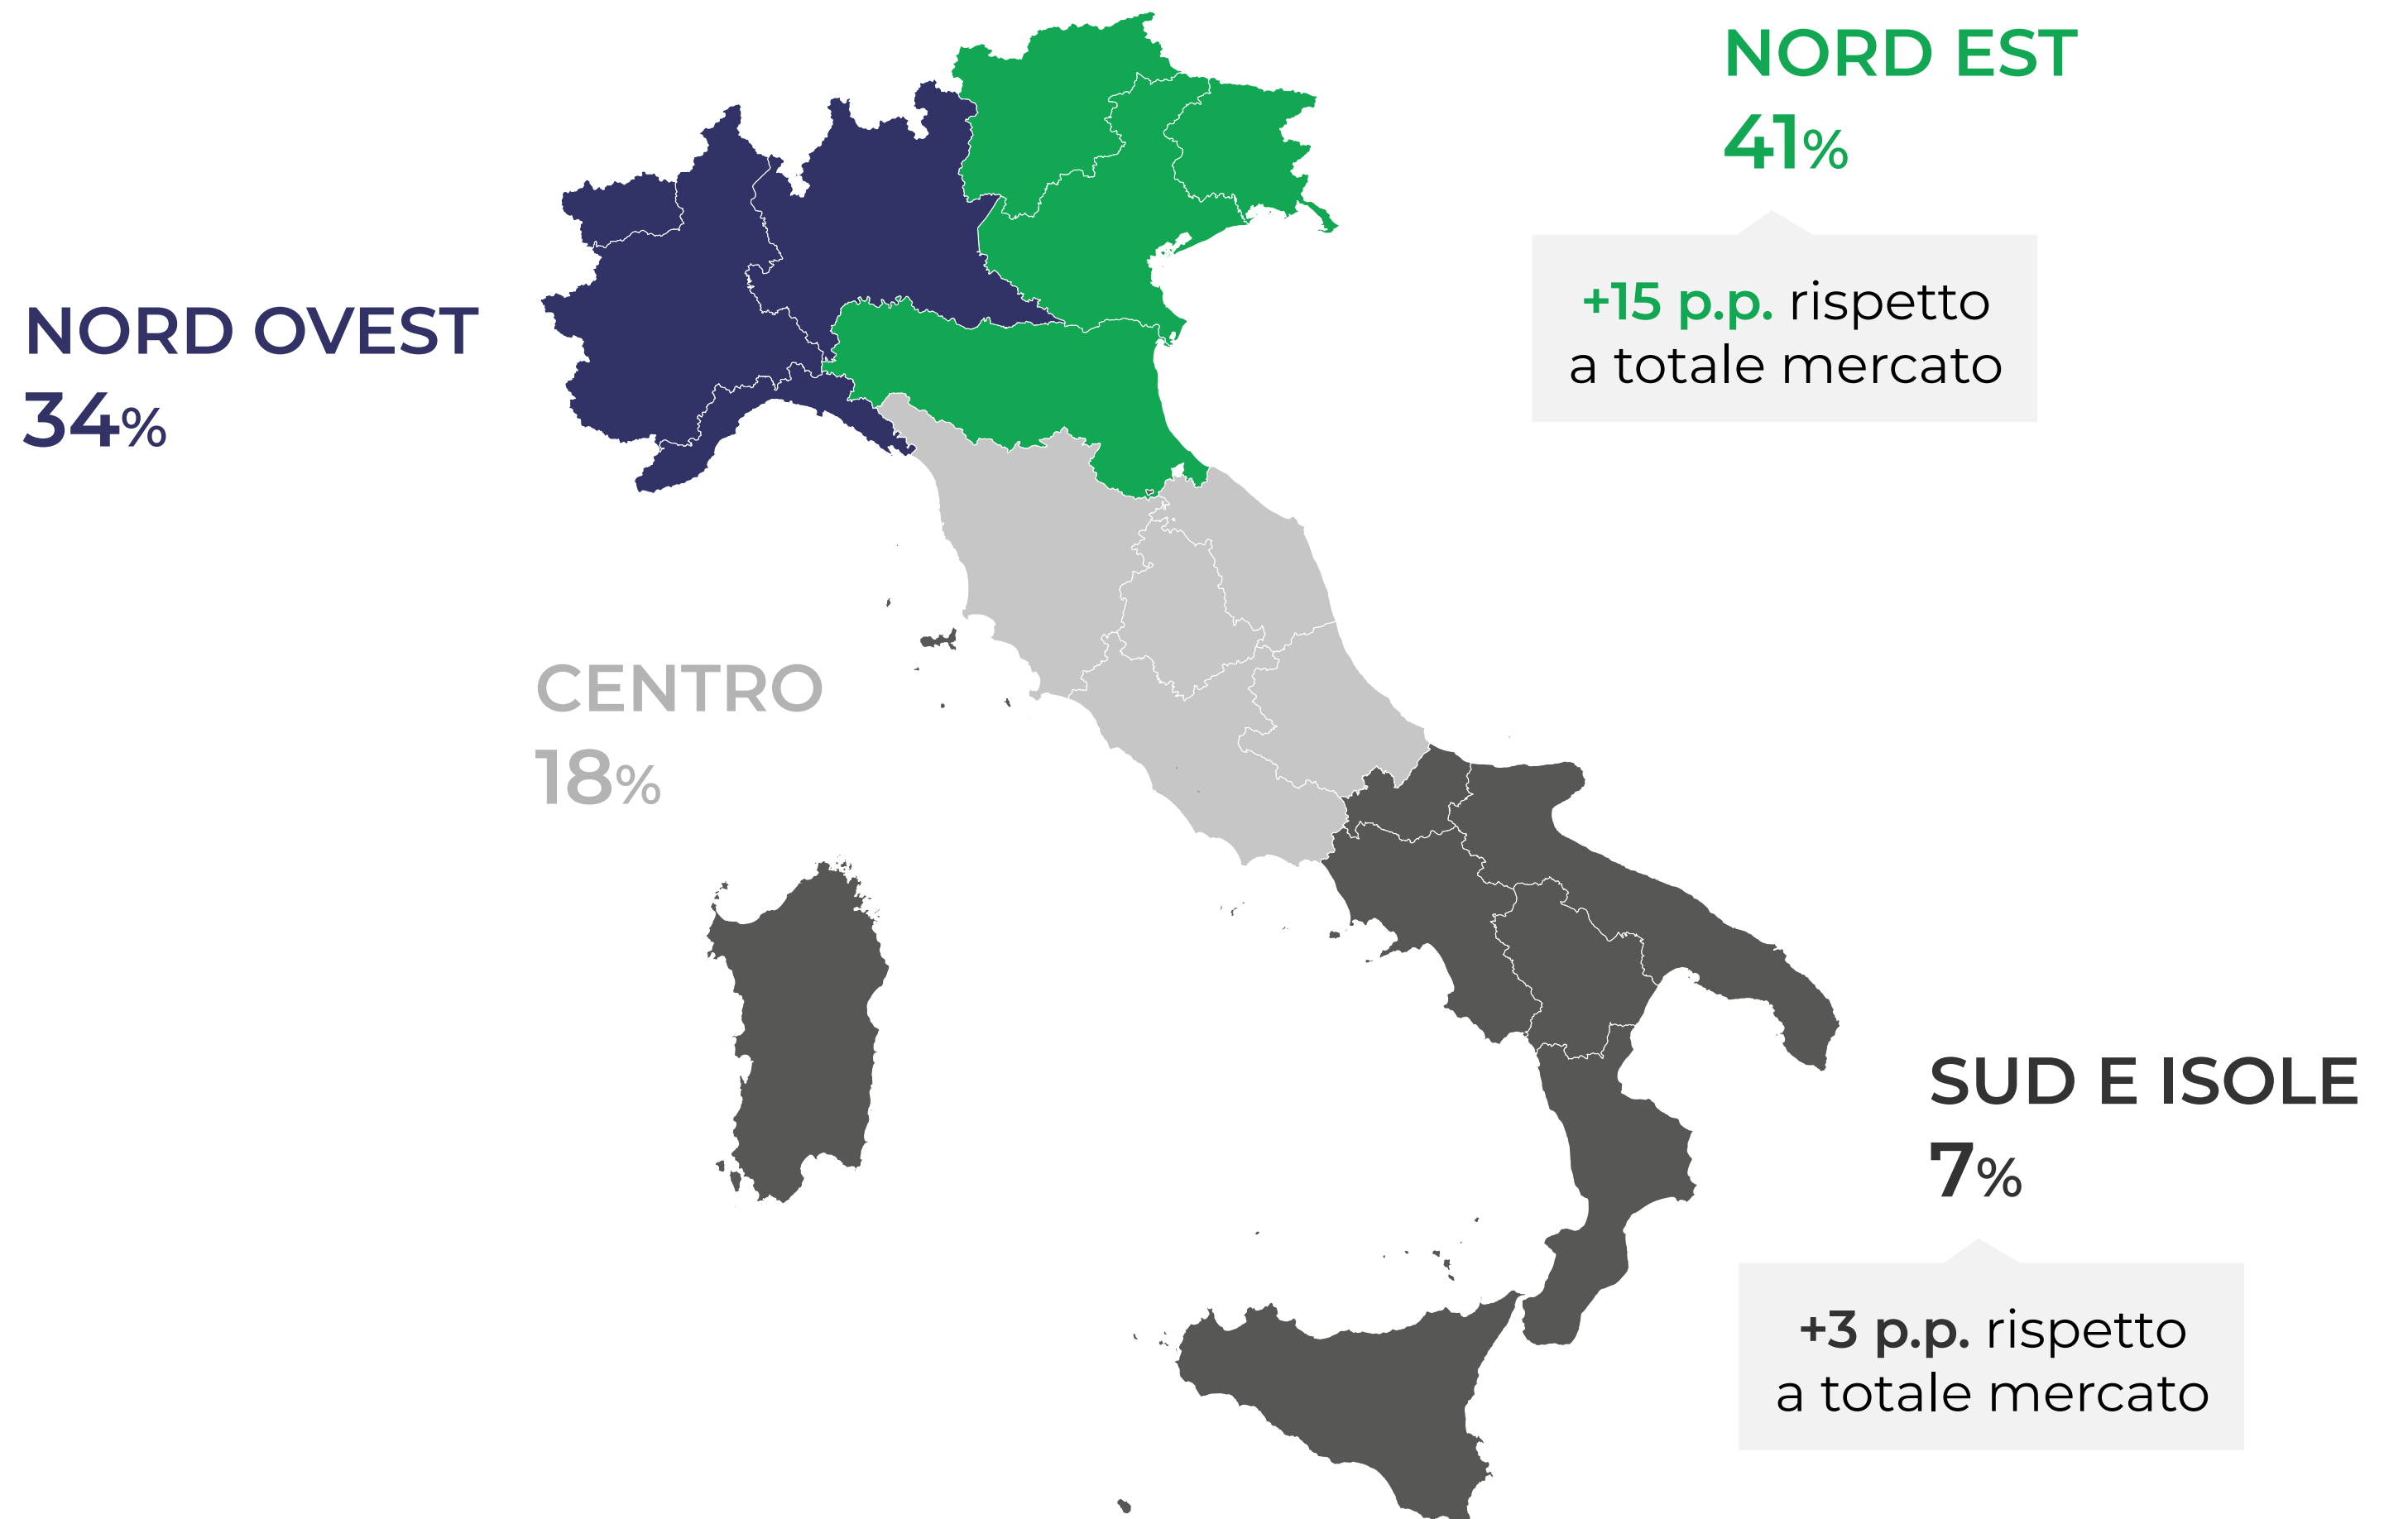 NORD EST
41%
+15 p.p. rispetto
a totale mercato
NORD OVEST
34%
CENTRO
18%
SUD E ISOLE
7%
+3 p.p. rispetto
a totale mercato